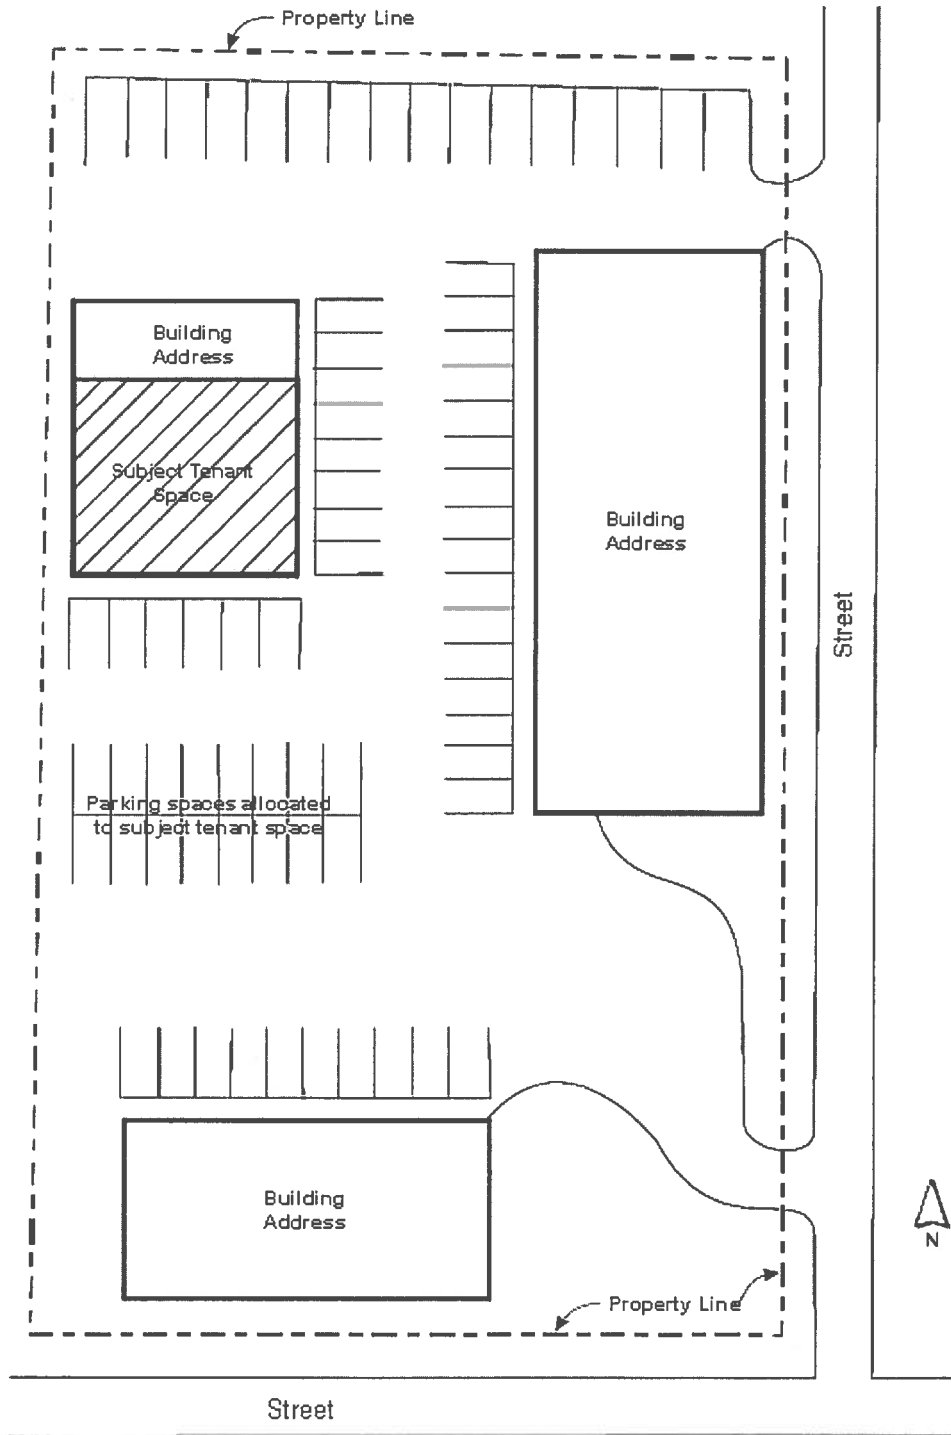 Property Line
Building
Address
Subject Tenant
Space
Building
Address
Street
Parking spaces allocated
to subject tenant space
Building
Address
N
Property Line
Street